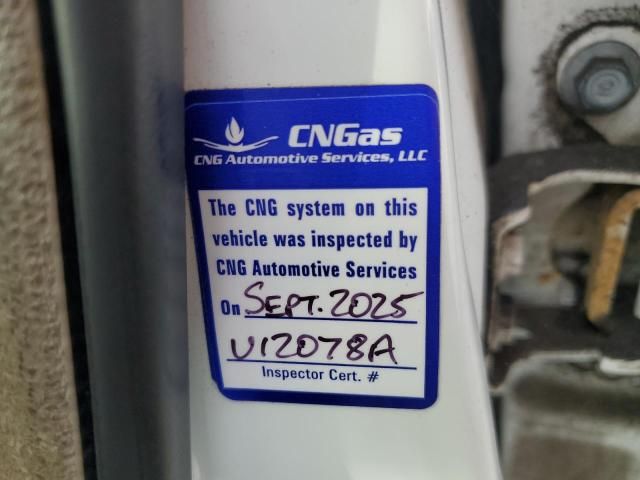 CNGas
CNG Automotive Services, LLC
The CNG system on this
vehicle was inspected by
CNG Automotive Services
On Sept. 2025
U12078A
Inspector Cert. #